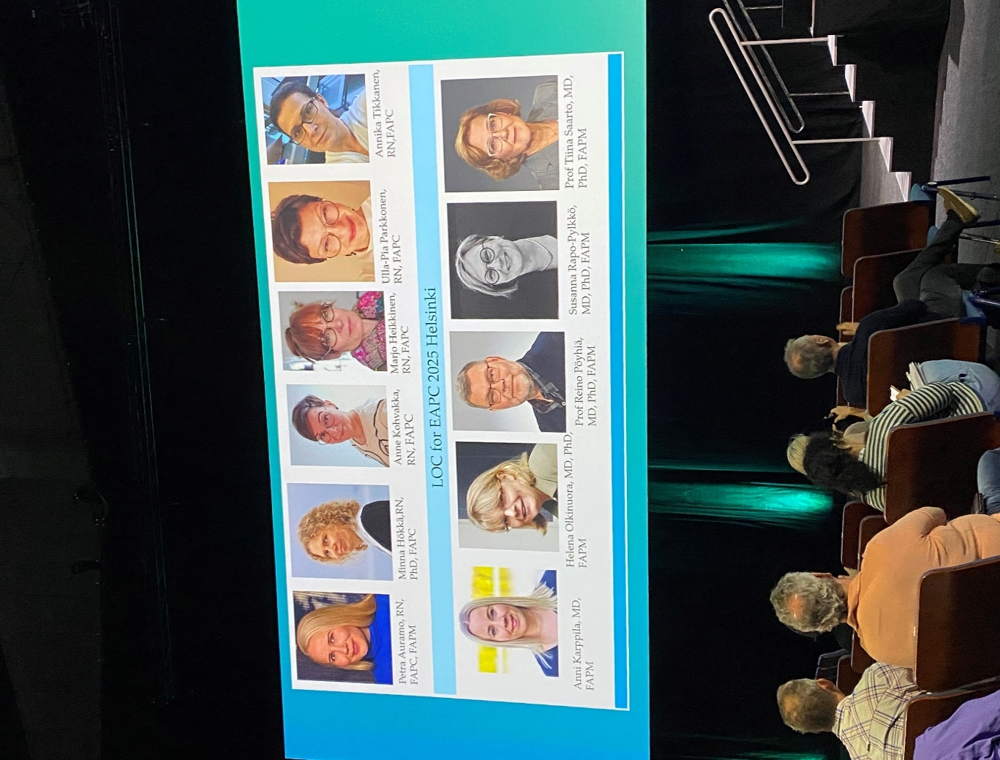 Petra Auramo, RN,
FAPC, FAPM
Minna Hökkä,RN,
PhD, FAPC
Anne Kohvakka,
RN, FAPC
Marjo Heikkinen,
RN, FAPC
Ulla-Pia Parkkonen,
RN, FAPC
Annika Tikkanen,
RN,FAPC
LOC for EAPC 2025 Helsinki
Anni Karppila, MD,
FAPM
Helena Olkinuora, MD, PhD,
FAPM
Prof Reino Pöyhiä,
MD, PhD, FAPM
Susanna Rapo-Pylkkö,
MD, PhD, FAPM
Prof Tiina Saarto, MD,
PhD, FAPM